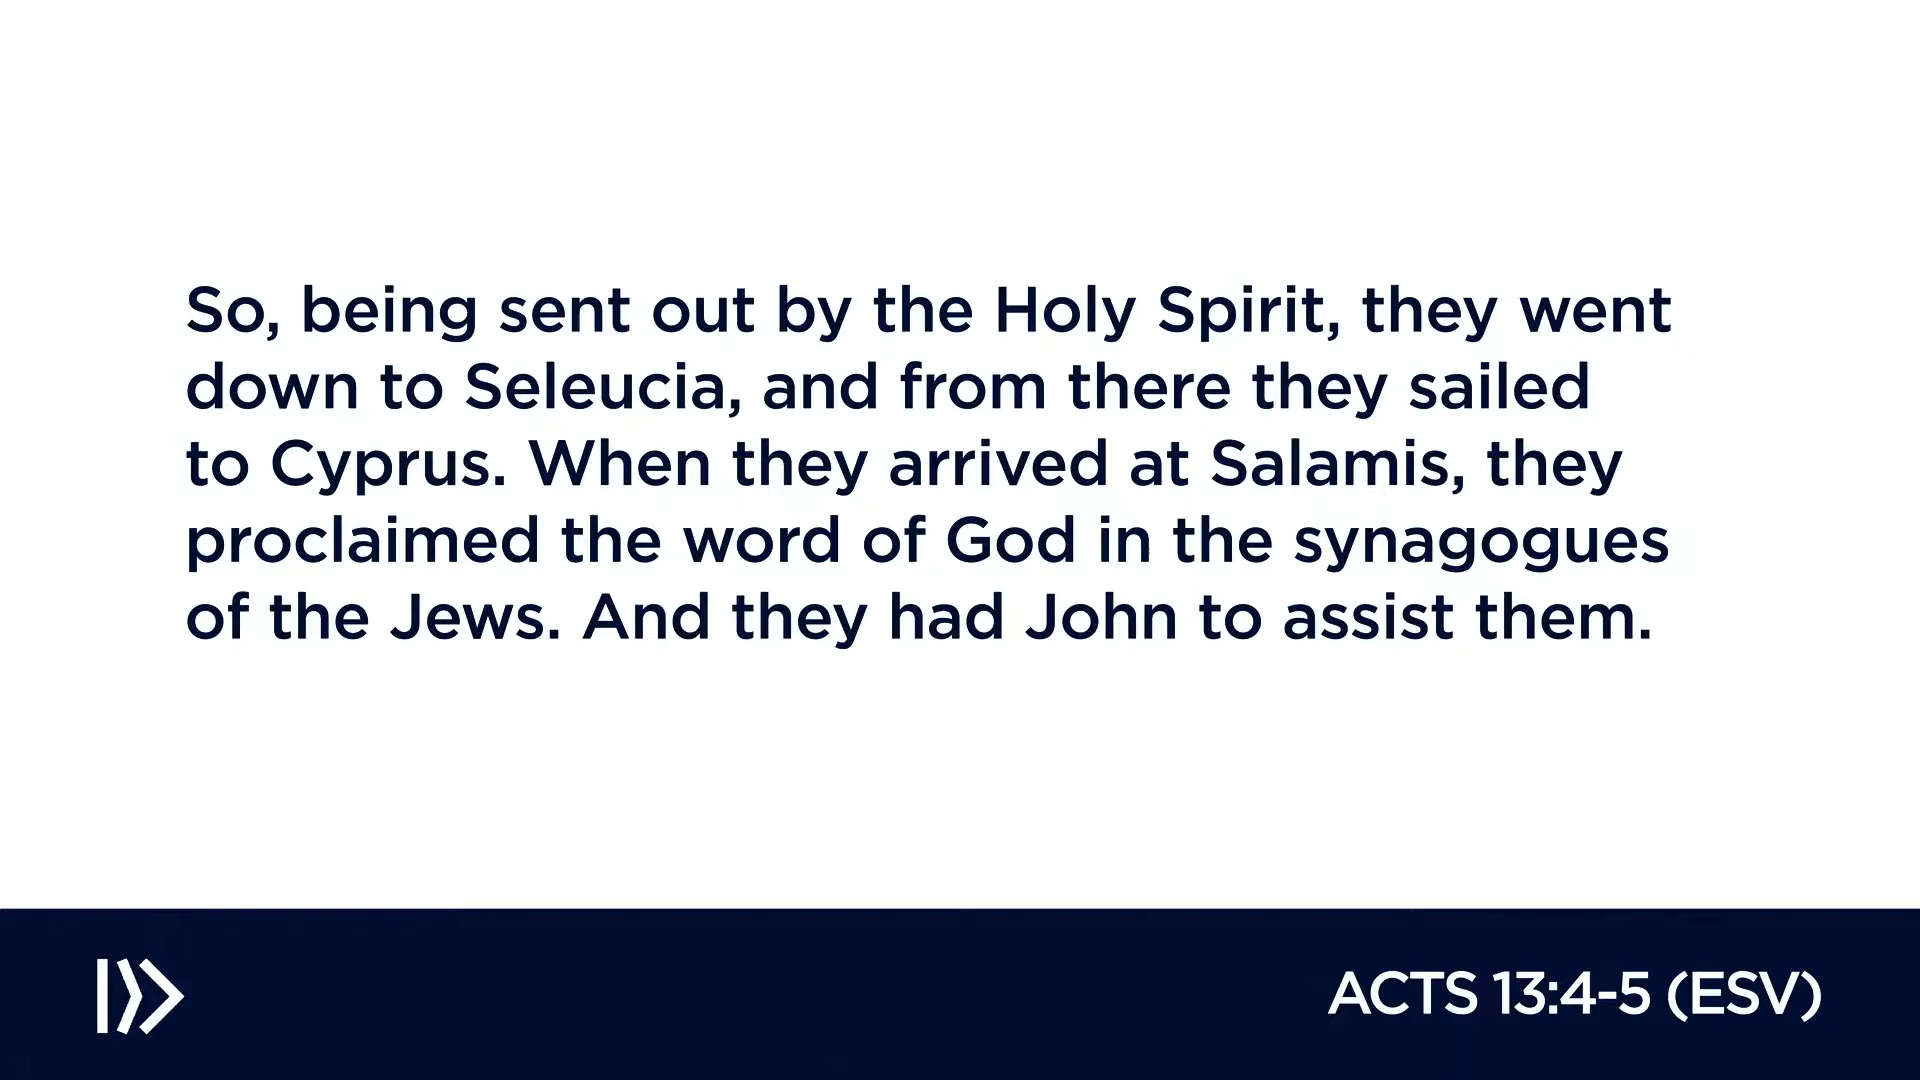 So, being sent out by the Holy Spirit, they went
down to Seleucia, and from there they sailed
to Cyprus. When they arrived at Salamis, they
proclaimed the word of God in the synagogues
of the Jews. And they had John to assist them.
ACTS 13:4-5 (ESV)